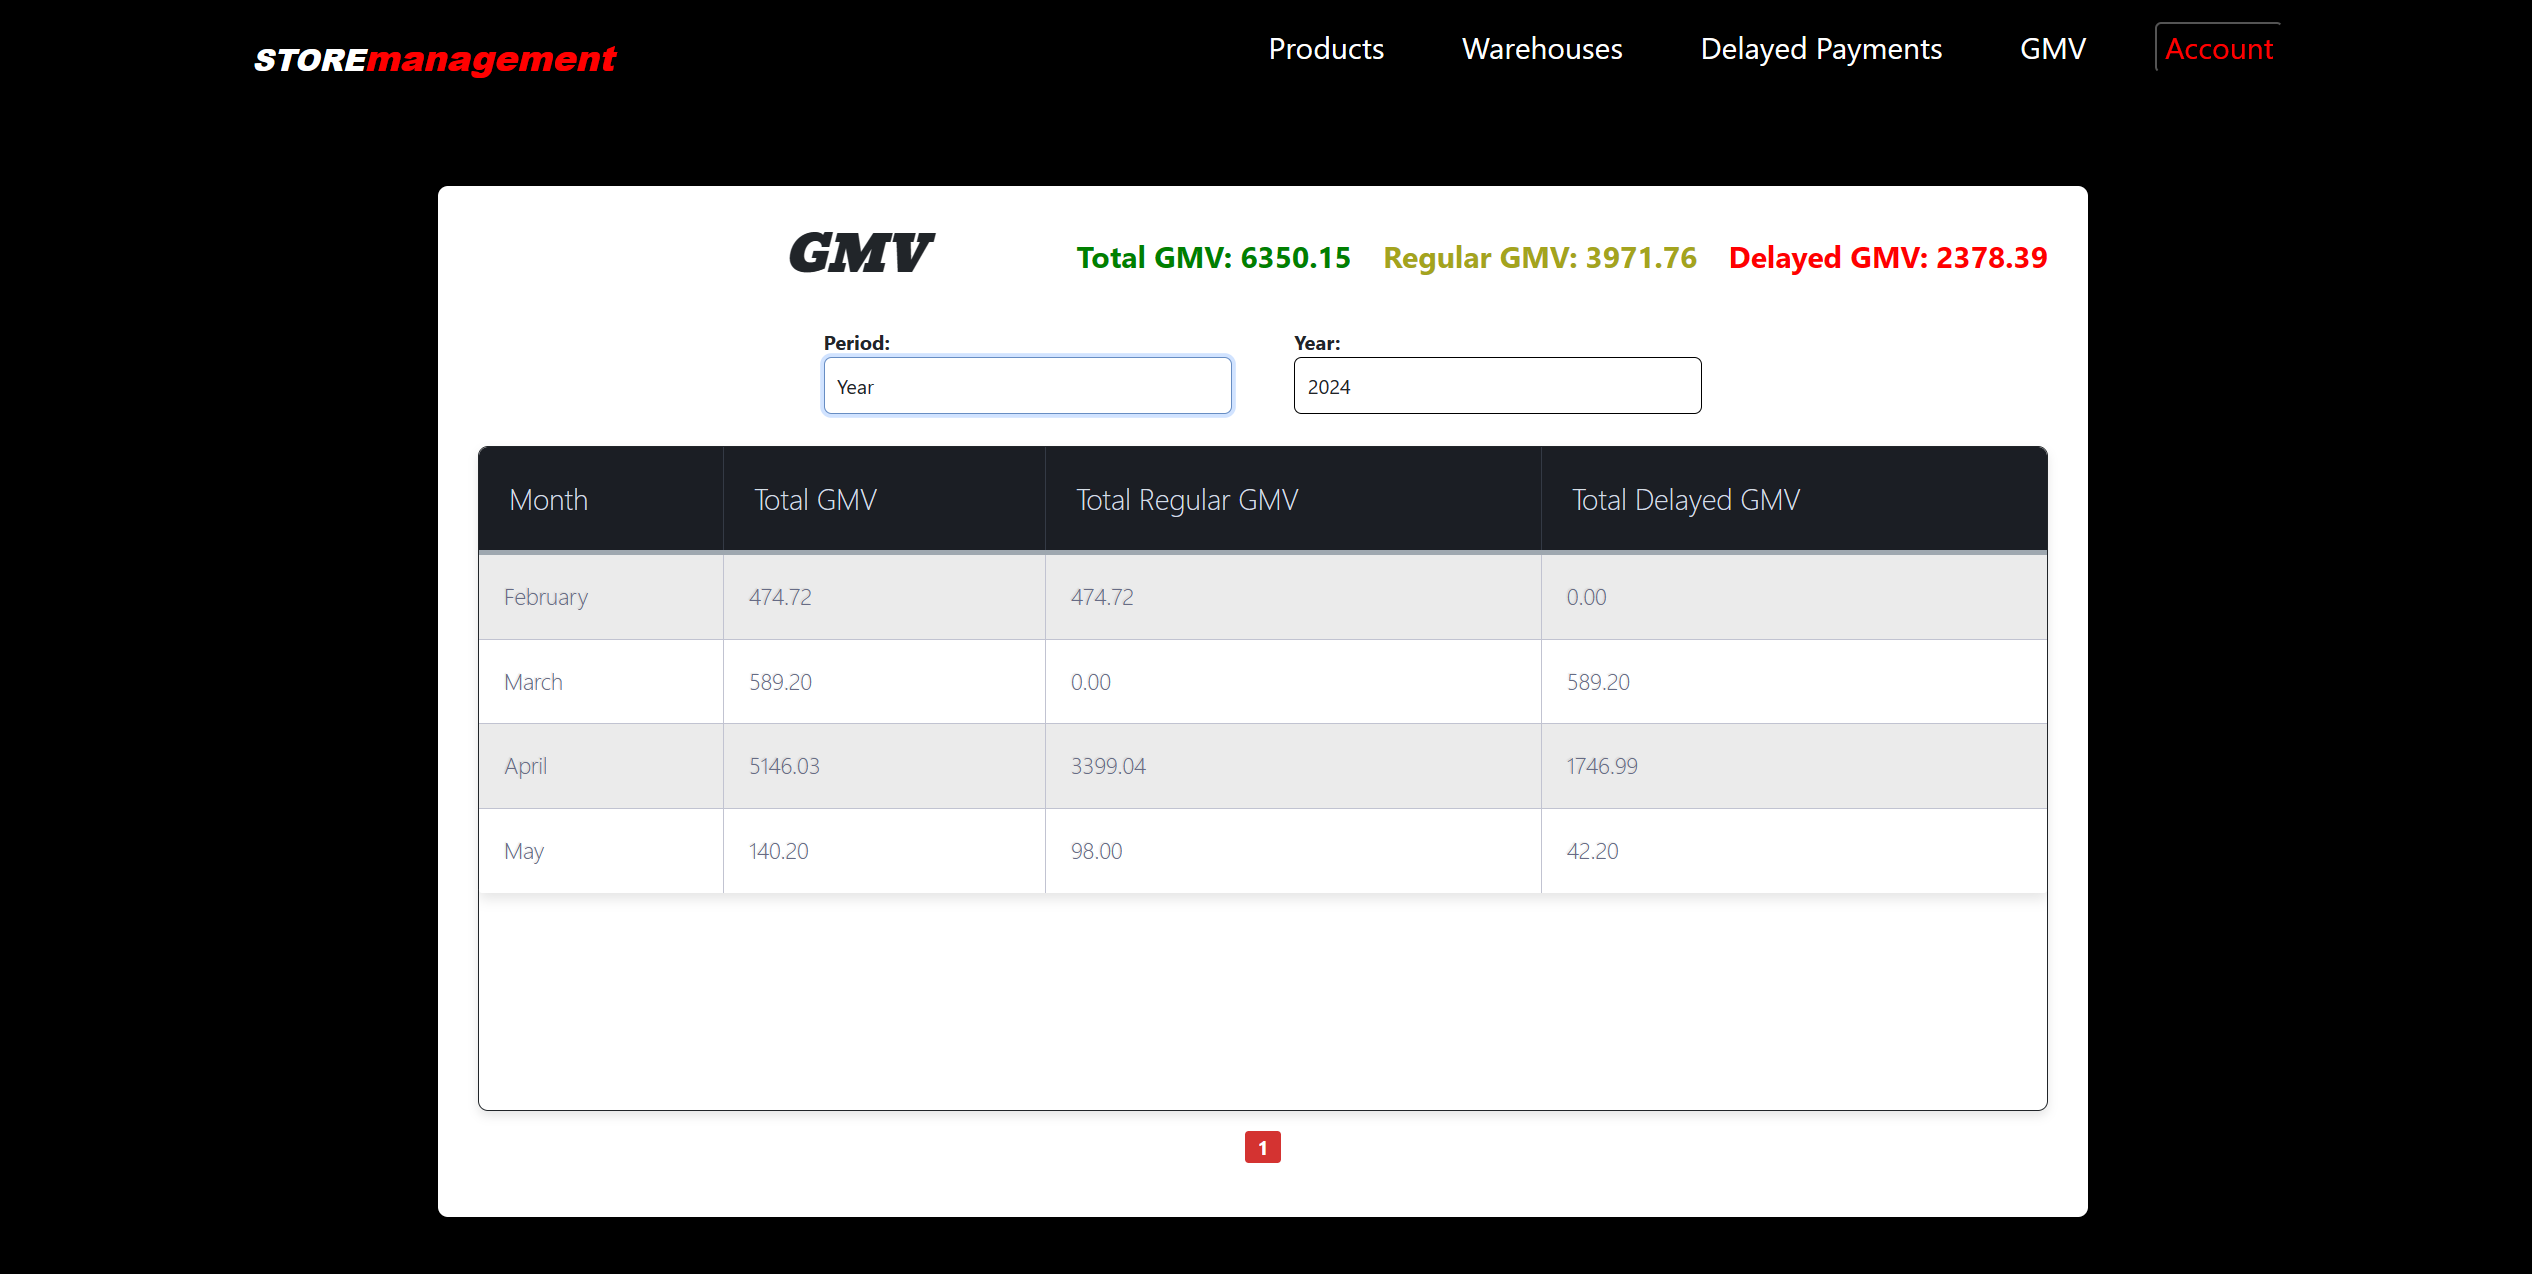 STOREmanagement
Products Warehouses Delayed Payments GMV Account
GMV Total GMV: 6350.15 Regular GMV: 3971.76 Delayed GMV: 2378.39
Period: Year:
Year 2024
Month Total GMV Total Regular GMV Total Delayed GMV
February 474.72 474.72 0.00
March 589.20 0.00 589.20
April 5146.03 3399.04 1746.99
May 140.20 98.00 42.20
1